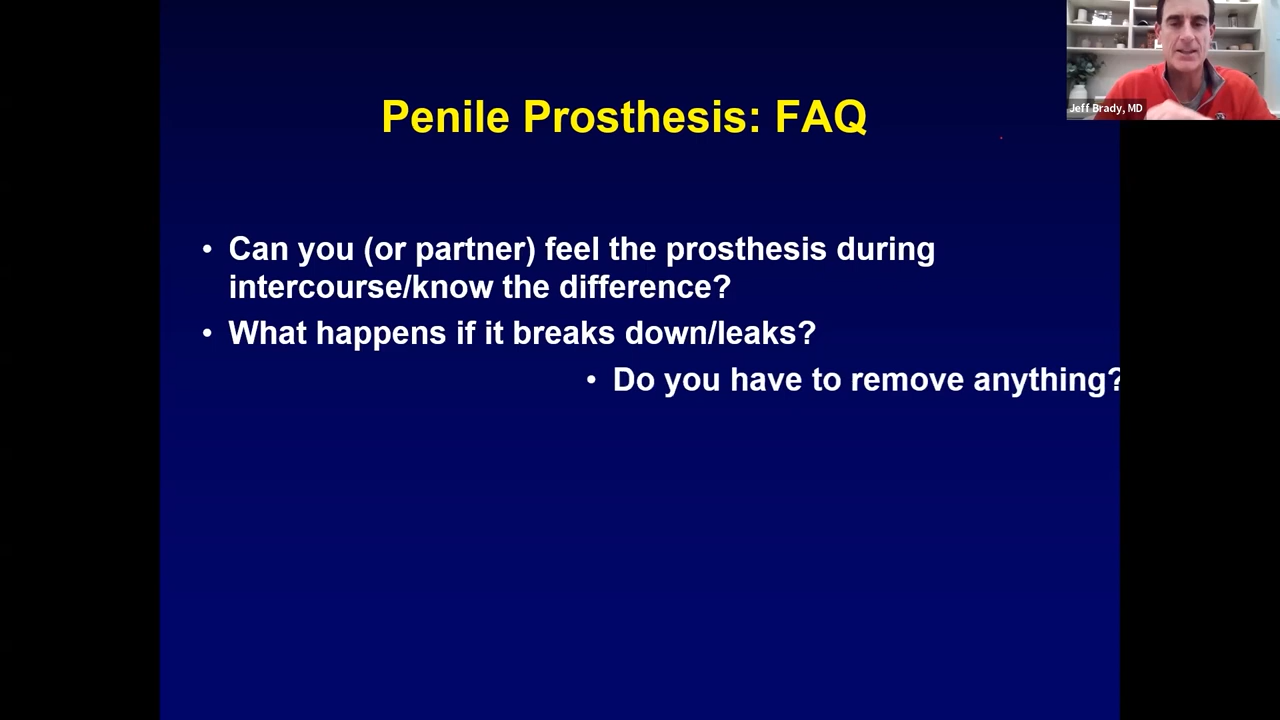 Jeff Brady, MD
Penile Prosthesis: FAQ
• Can you (or partner) feel the prosthesis during
intercourse/know the difference?
• What happens if it breaks down/leaks?
• Do you have to remove anything?